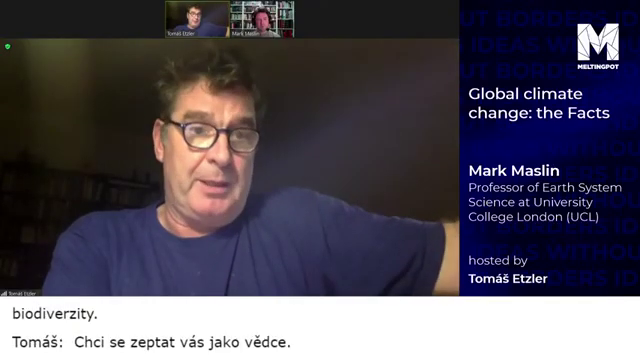 Tomáš Etzler
Mark Maslin
MELTINGPOT
Global climate
change: the Facts
Mark Maslin
Professor of Earth System
Science at University
College London (UCL)
hosted by
Tomáš Etzler
Tomáš Etzler
biodiverzity.
Tomáš: Chci se zeptat vás jako vědce.